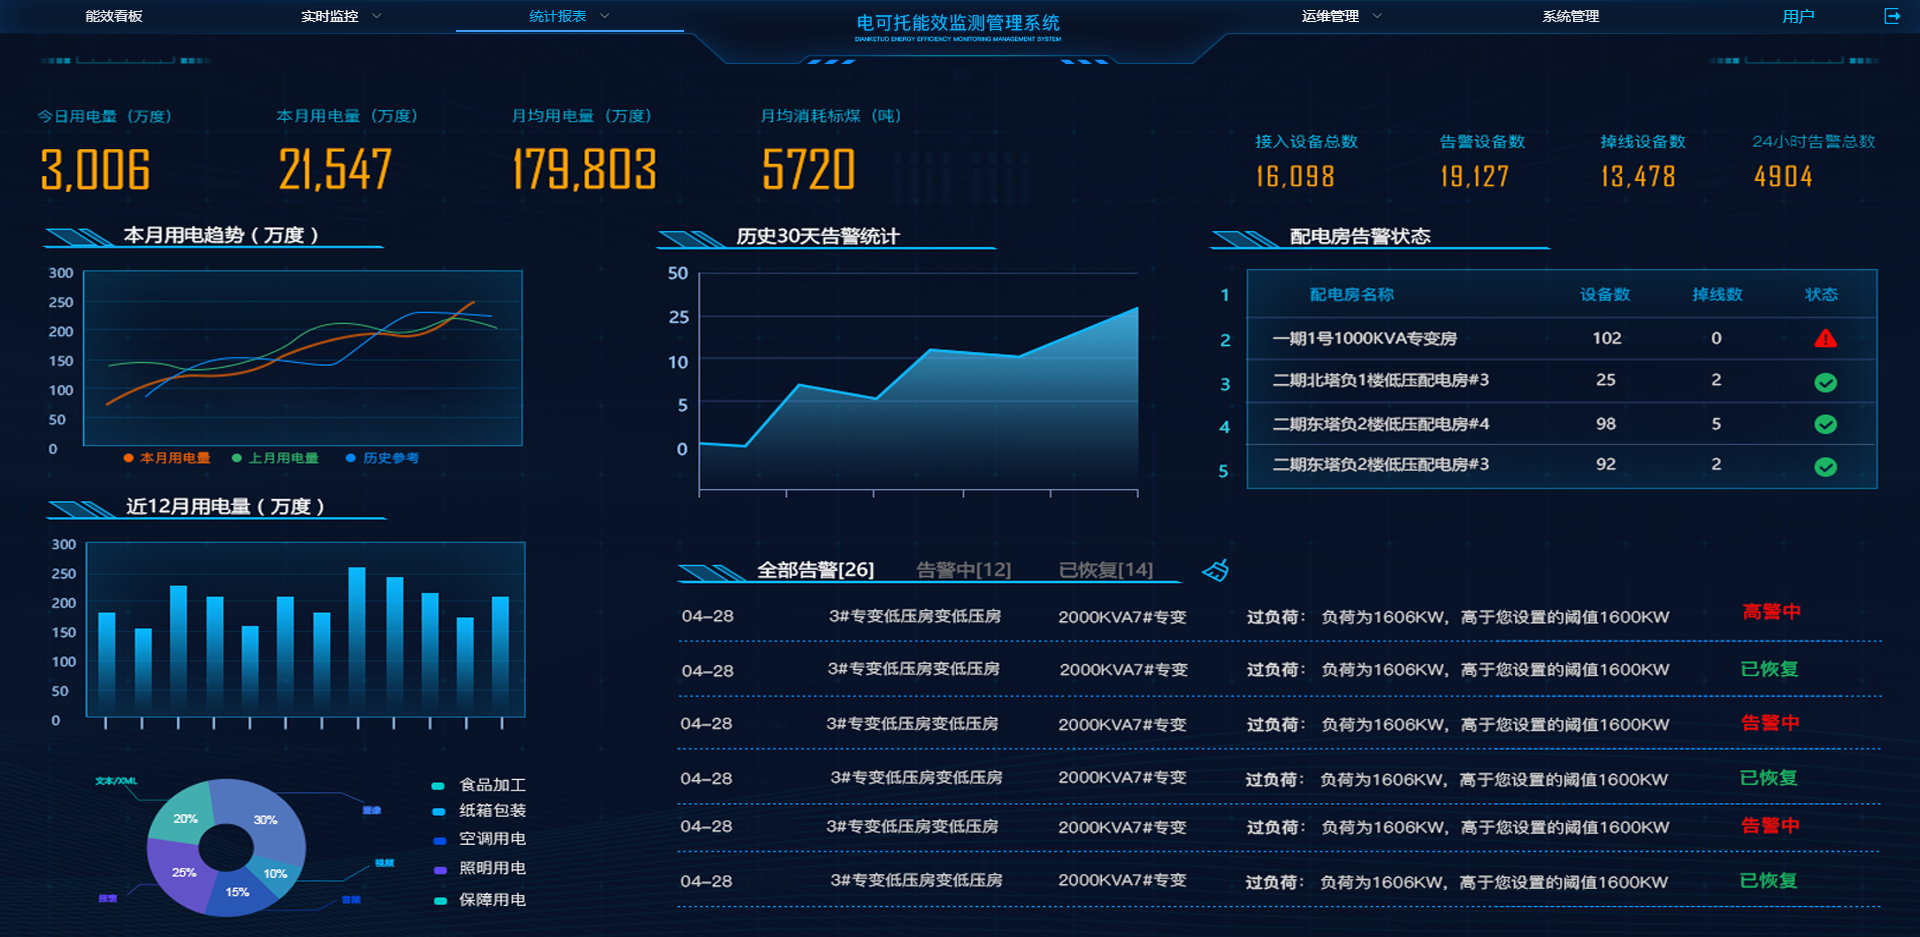 能效看板
实时监控
统计报表
电可托能效监测管理系统
DIANKETUO ENERGY EFFICIENCY MONITORING MANAGEMENT SYSTEM
运维管理
系统管理
用户
今日用电量（万度）
3,006
本月用电量（万度）
21,547
月均用电量（万度）
179,803
月均消耗标煤（吨）
5720
接入设备总数
16,098
告警设备数
19,127
掉线设备数
13,478
24小时告警总数
4904
本月用电趋势（万度）
300
250
200
150
100
50
0
本月用电量
上月用电量
历史参考
历史30天告警统计
50
25
10
5
0
配电房告警状态
1 配电房名称 设备数 掉线数 状态
2 一期1号1000KVA专变房 102 0
3 二期北塔负1楼低压配电房#3 25 2
4 二期东塔负2楼低压配电房#4 98 5
5 二期东塔负2楼低压配电房#3 92 2
近12月用电量（万度）
300
250
200
150
100
50
0
文本/XML
图像
视频
音频
报表
20%
30%
25%
10%
15%
食品加工
纸箱包装
空调用电
照明用电
保障用电
全部告警[26] 告警中[12] 已恢复[14]
04-28 3#专变低压房变低压房 2000KVA7#专变 过负荷： 负荷为1606KW，高于您设置的阈值1600KW 高警中
04-28 3#专变低压房变低压房 2000KVA7#专变 过负荷： 负荷为1606KW，高于您设置的阈值1600KW 已恢复
04-28 3#专变低压房变低压房 2000KVA7#专变 过负荷： 负荷为1606KW，高于您设置的阈值1600KW 告警中
04-28 3#专变低压房变低压房 2000KVA7#专变 过负荷： 负荷为1606KW，高于您设置的阈值1600KW 已恢复
04-28 3#专变低压房变低压房 2000KVA7#专变 过负荷： 负荷为1606KW，高于您设置的阈值1600KW 告警中
04-28 3#专变低压房变低压房 2000KVA7#专变 过负荷： 负荷为1606KW，高于您设置的阈值1600KW 已恢复